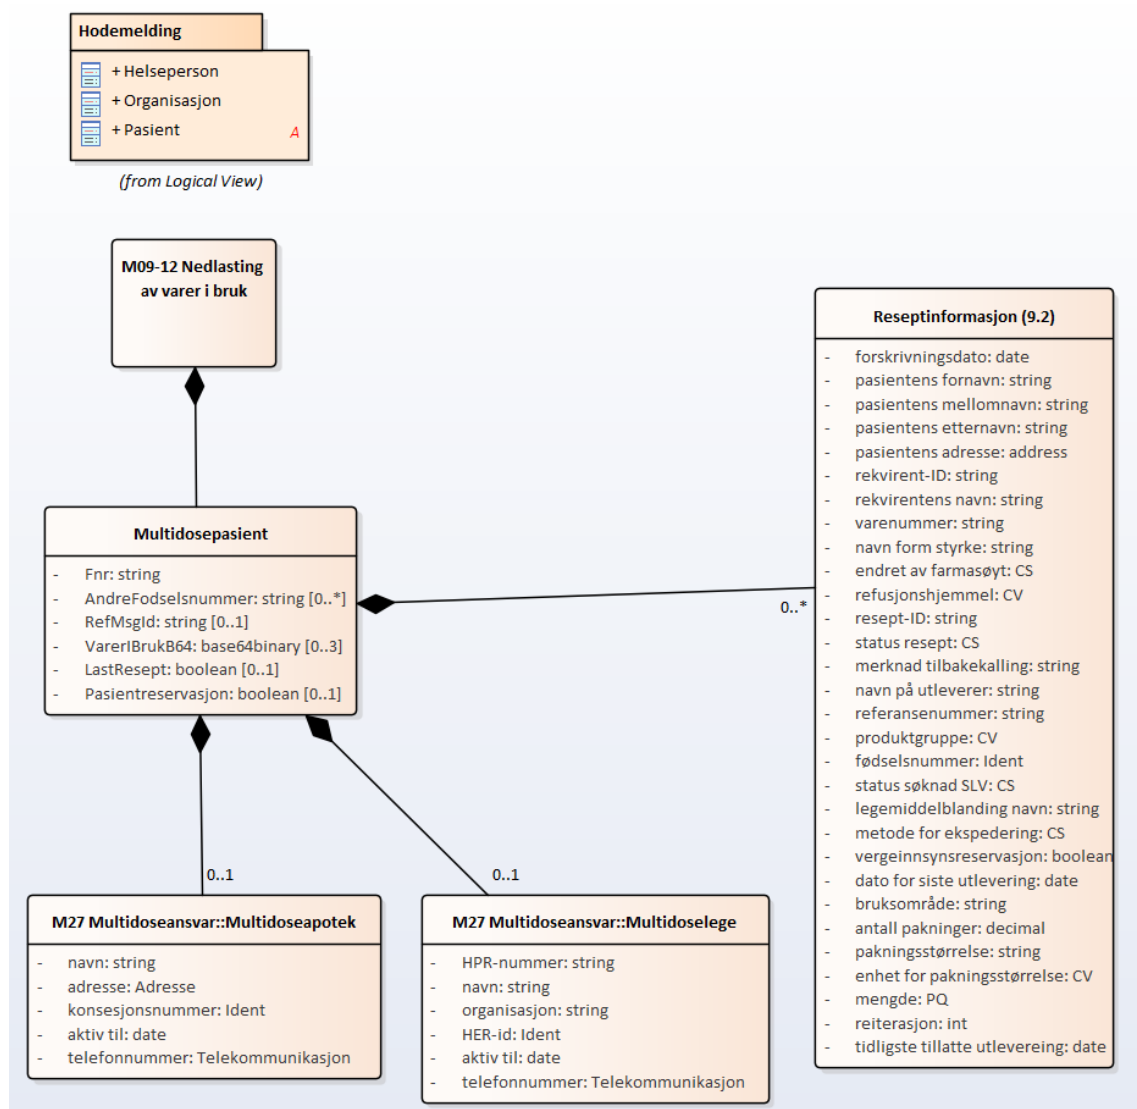 Hodemelding
+ Helseperson
+ Organisasjon
+ Pasient
A
(from Logical View)
M09-12 Nedlasting
av varer i bruk
Multidosepasient
- Fnr: string
- AndreFodselsnummer: string [0..*]
- RefMsgId: string [0..1]
- VarerIBrukB64: base64binary [0..3]
- LastResept: boolean [0..1]
- Pasientreservasjon: boolean [0..1]
0..*
Reseptinformasjon (9.2)
- forskrivningsdato: date
- pasientens fornavn: string
- pasientens mellomnavn: string
- pasientens etternavn: string
- pasientens adresse: address
- rekvirent-ID: string
- rekvirentens navn: string
- varenummer: string
- navn form styrke: string
- endret av farmasøyt: CS
- refusjonshjemmel: CV
- resept-ID: string
- status resept: CS
- merknad tilbakekalling: string
- navn på utleverer: string
- referansenummer: string
- produktgruppe: CV
- fødselsnummer: Ident
- status søknad SLV: CS
- legemiddelblanding navn: string
- metode for ekspedering: CS
- vergeinnsynsreservasjon: boolean
- dato for siste utlevering: date
- bruksområde: string
- antall pakninger: decimal
- pakningsstørrelse: string
- enhet for pakningsstørrelse: CV
- mengde: PQ
- reiterasjon: int
- tidligste tillatte utlevereing: date
0..1
M27 Multidoseansvar::Multidoseapotek
- navn: string
- adresse: Adresse
- konsesjonsnummer: Ident
- aktiv til: date
- telefonnummer: Telekommunikasjon
0..1
M27 Multidoseansvar::Multidoselege
- HPR-nummer: string
- navn: string
- organisasjon: string
- HER-id: Ident
- aktiv til: date
- telefonnummer: Telekommunikasjon